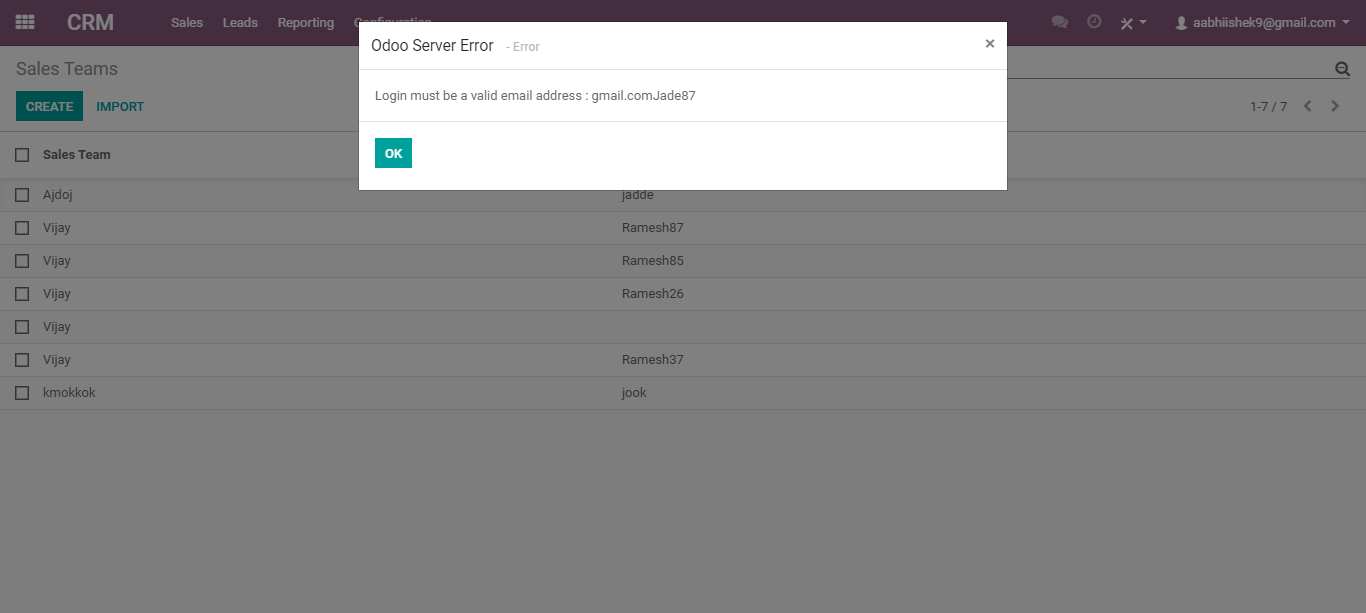 CRM Sales Leads Reporting Configuration aabhiishek9@gmail.com
Odoo Server Error - Error ×
Sales Teams
Login must be a valid email address : gmail.comJade87
CREATE IMPORT 1-7 / 7
OK
Sales Team
Ajdoj jadde
Vijay Ramesh87
Vijay Ramesh85
Vijay Ramesh26
Vijay
Vijay Ramesh37
kmokkok jook